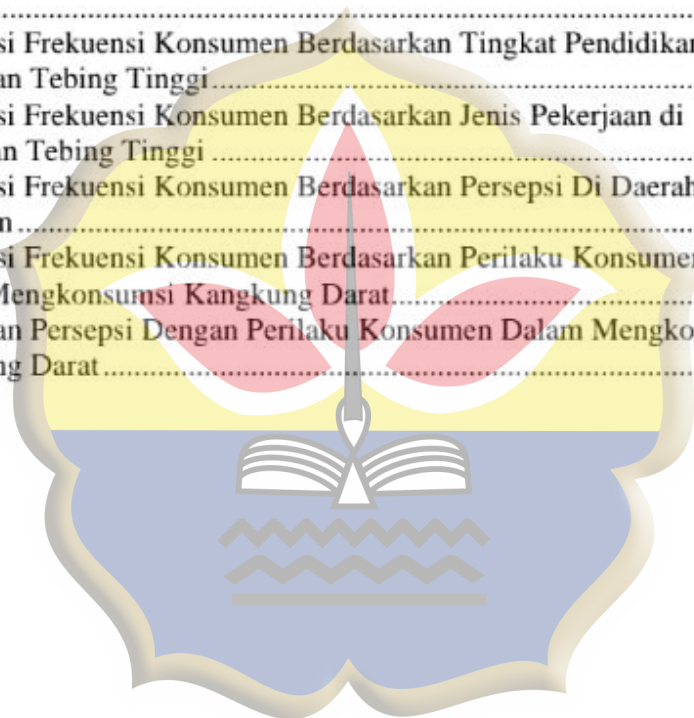 ........................................................................................................
si Frekuensi Konsumen Berdasarkan Tingkat Pendidikan
an Tebing Tinggi....................................................................
si Frekuensi Konsumen Berdasarkan Jenis Pekerjaan di
an Tebing Tinggi ....................................................................
si Frekuensi Konsumen Berdasarkan Persepsi Di Daerah
n....................................................................................................
si Frekuensi Konsumen Berdasarkan Perilaku Konsumen
Mengkonsumsi Kangkung Darat............................................
an Persepsi Dengan Perilaku Konsumen Dalam Mengko
ng Darat......................................................................................